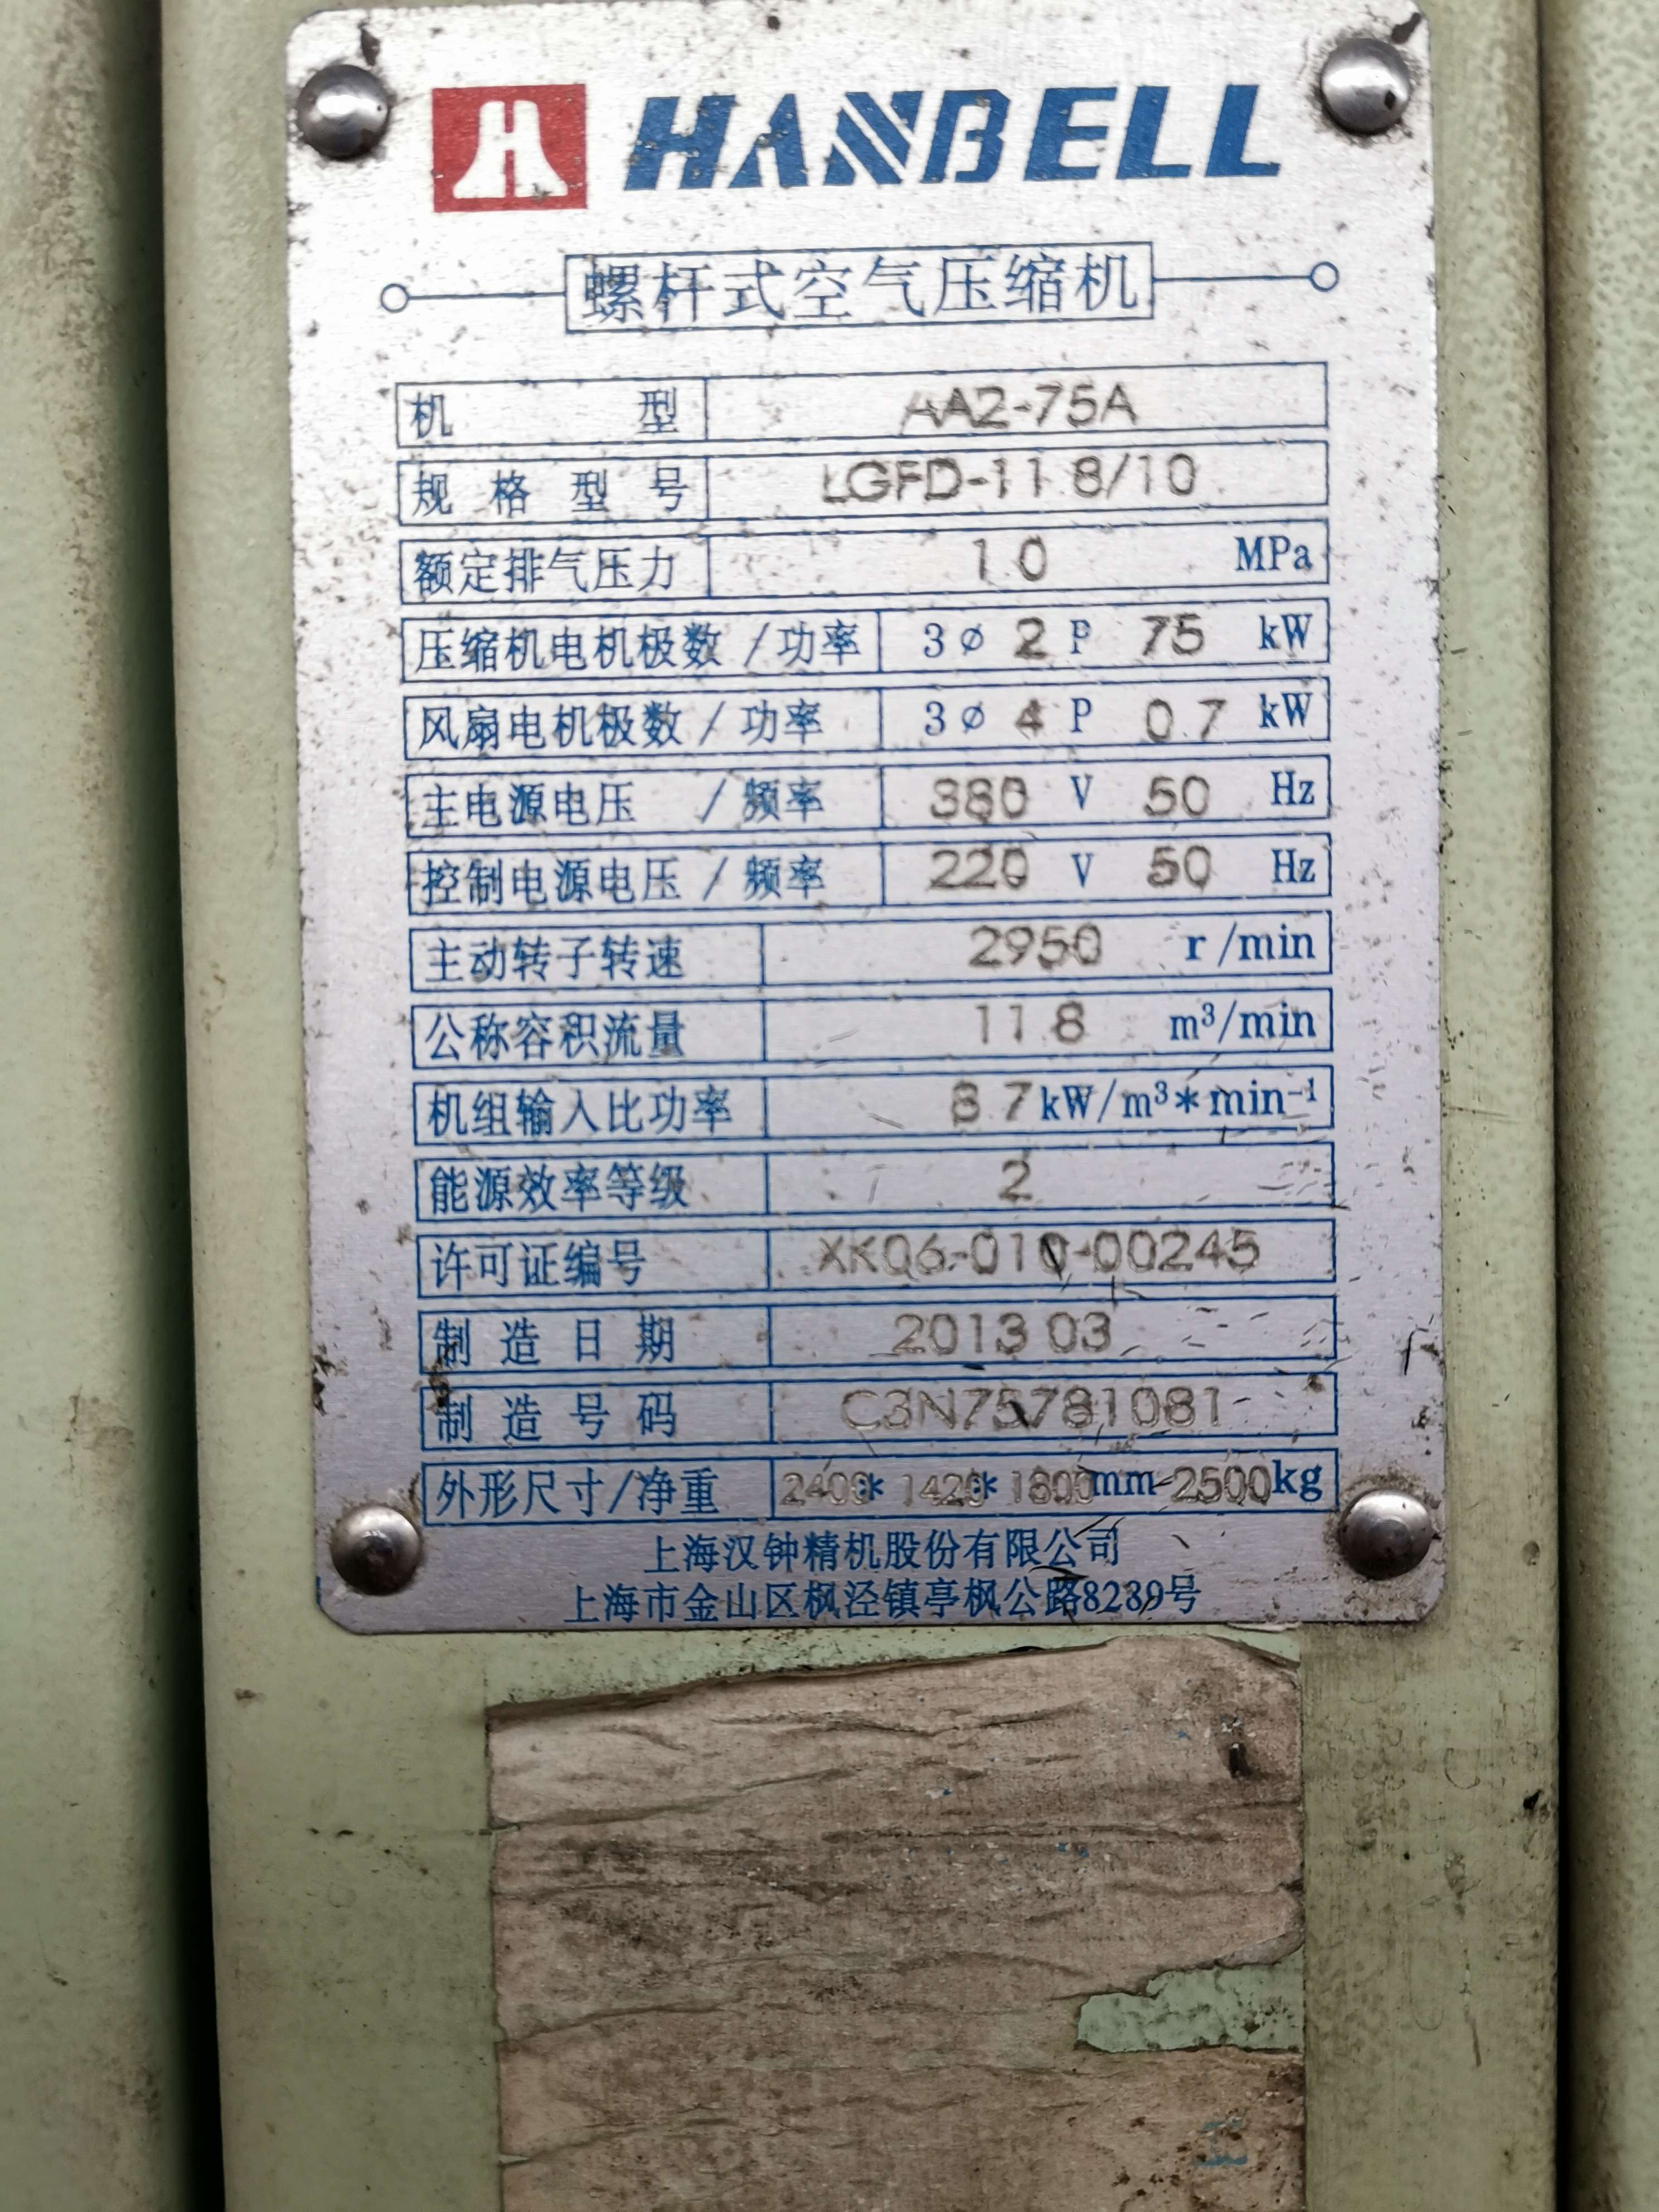 HANBELL
螺杆式空气压缩机
机型 AA2-75A
规格型号 LGFD-11.8/10
额定排气压力 1.0 MPa
压缩机电机极数/功率 3φ 2 P 75 kW
风扇电机极数/功率 3φ 4 P 0.7 kW
主电源电压/频率 380 V 50 Hz
控制电源电压/频率 220 V 50 Hz
主动转子转速 2950 r/min
公称容积流量 11.8 m³/min
机组输入比功率 8.7 kW/m³*min⁻¹
能源效率等级 2
许可证编号 XK06-010-00245
制造日期 2013.03
制造号码 C3N75781081
外形尺寸/净重 2400*1420*1800mm-2500kg
上海汉钟精机股份有限公司
上海市金山区枫泾镇亭枫公路8289号